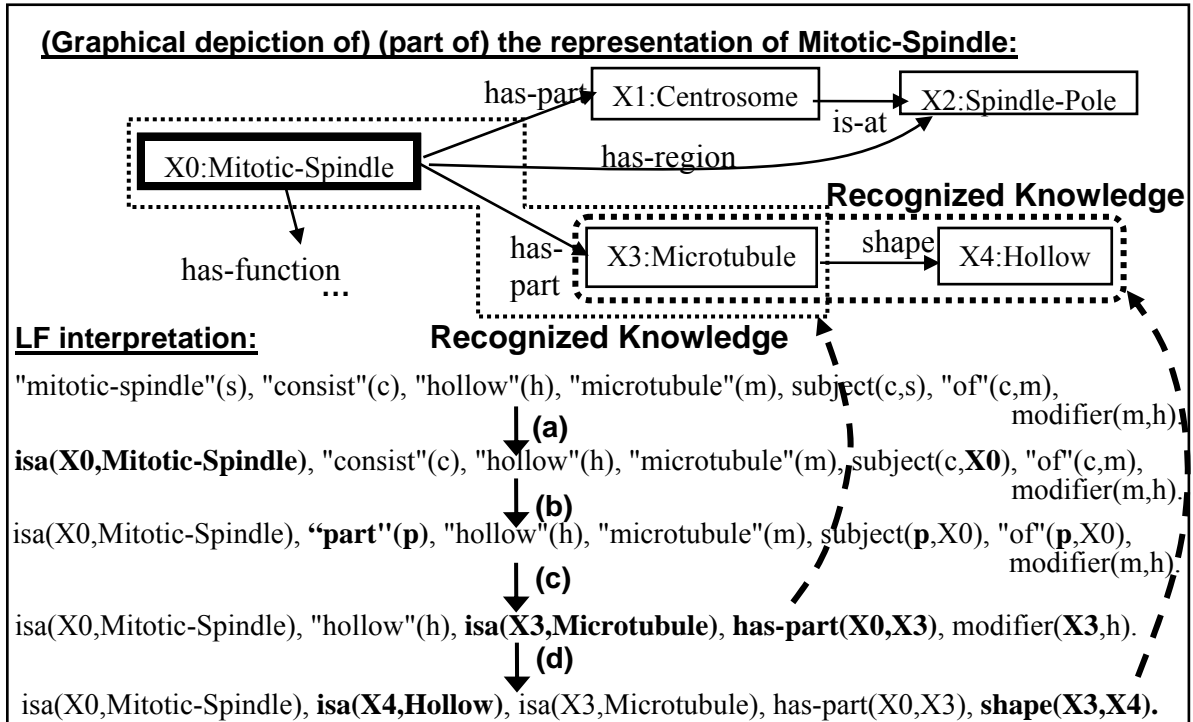 (Graphical depiction of) (part of) the representation of Mitotic-Spindle:
has-part
X1:Centrosome
X2:Spindle-Pole
is-at
X0:Mitotic-Spindle
has-region
Recognized Knowledge
has-
part
X3:Microtubule
shape
X4:Hollow
has-function
...
LF interpretation:
Recognized Knowledge
"mitotic-spindle"(s), "consist"(c), "hollow"(h), "microtubule"(m), subject(c,s), "of"(c,m),
modifier(m,h).
(a)
isa(X0,Mitotic-Spindle), "consist"(c), "hollow"(h), "microtubule"(m), subject(c,X0), "of"(c,m),
modifier(m,h).
(b)
isa(X0,Mitotic-Spindle), “part"(p), "hollow"(h), "microtubule"(m), subject(p,X0), "of"(p,X0),
modifier(m,h).
(c)
isa(X0,Mitotic-Spindle), "hollow"(h), isa(X3,Microtubule), has-part(X0,X3), modifier(X3,h).
(d)
isa(X0,Mitotic-Spindle), isa(X4,Hollow), isa(X3,Microtubule), has-part(X0,X3), shape(X3,X4).